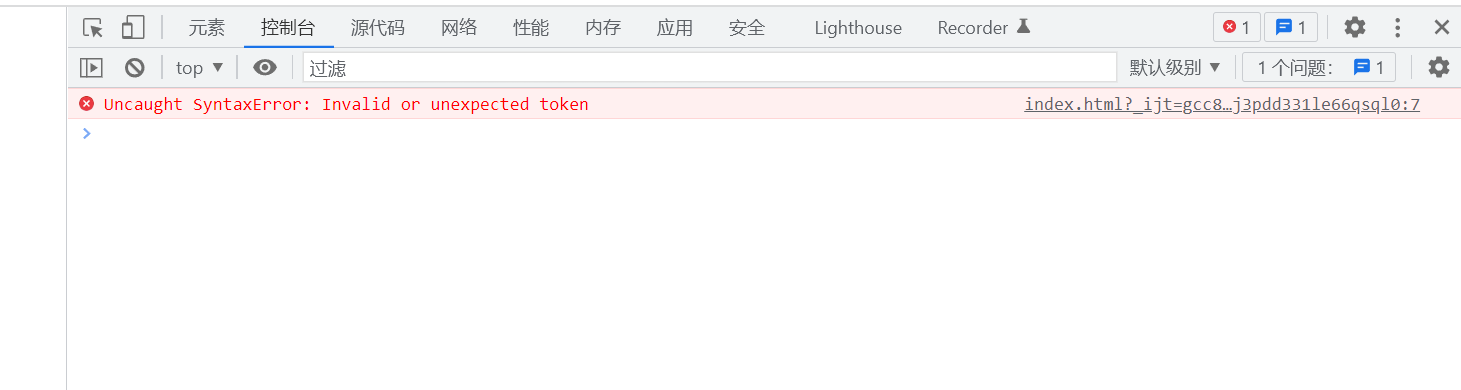 元素 控制台 源代码 网络 性能 内存 应用 安全 Lighthouse Recorder 1 1
top 过滤 默认级别 1 个问题: 1
Uncaught SyntaxError: Invalid or unexpected token index.html?_ijt=gcc8…j3pdd331le66qsql0:7